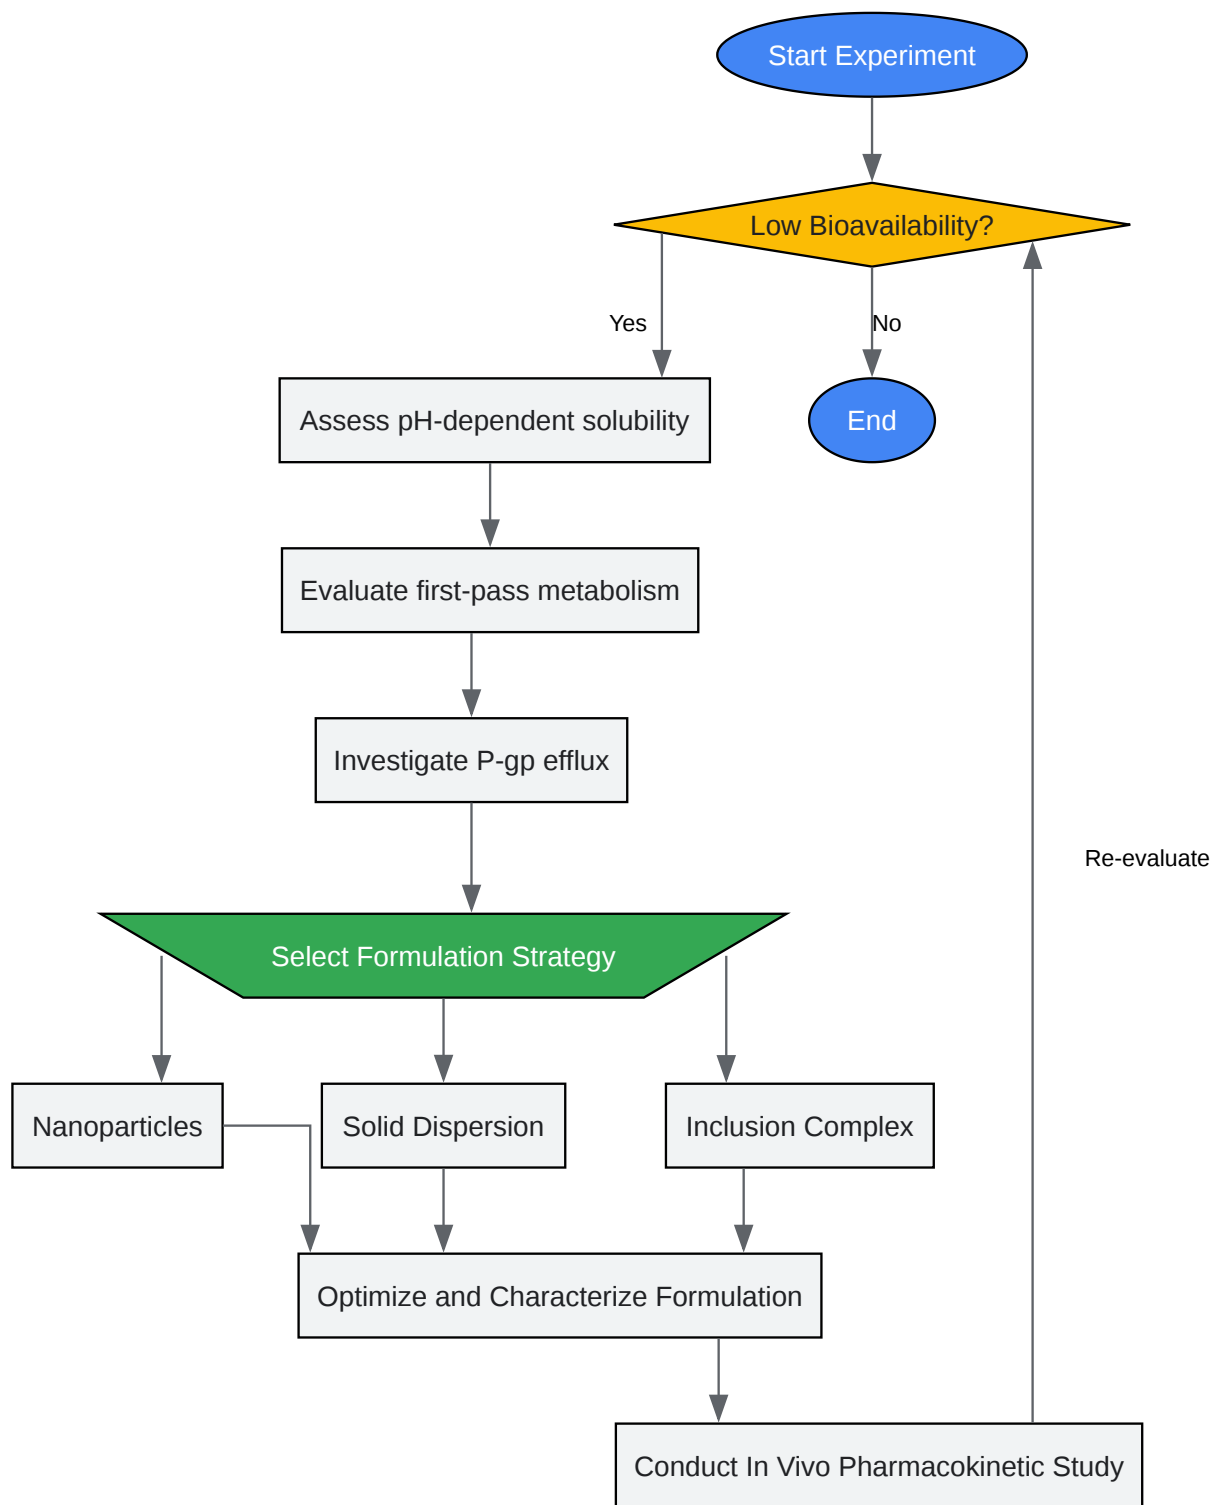 Start Experiment
Low Bioavailability?
Yes
No
Assess pH-dependent solubility
End
Evaluate first-pass metabolism
Investigate P-gp efflux
Re-evaluate
Select Formulation Strategy
Nanoparticles
Solid Dispersion
Inclusion Complex
Optimize and Characterize Formulation
Conduct In Vivo Pharmacokinetic Study